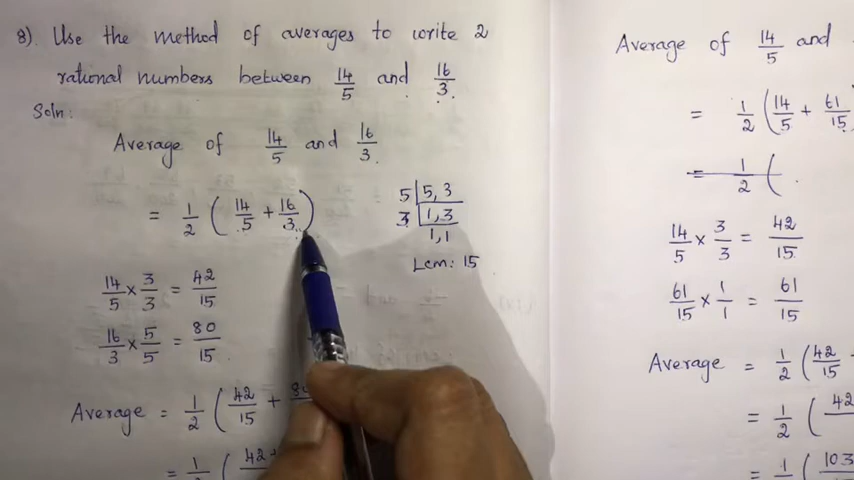 8). Use the method of averages to write 2
rational numbers between 14/5 and 16/3.
Soln:
Average of 14/5 and 16/3
= 1/2 ( 14/5 + 16/3 )
5 | 5, 3
3 | 1, 3
1, 1
Lcm: 15
14/5 × 3/3 = 42/15
16/3 × 5/5 = 80/15
Average = 1/2 ( 42/15 +
= 1/2 ( 42
Average of 14/5 and
= 1/2 ( 14/5 + 61/15
= 1/2 (
14/5 × 3/3 = 42/15
61/15 × 1/1 = 61/15
Average = 1/2 ( 42/15
= 1/2 ( 42
= 1/ ( 103